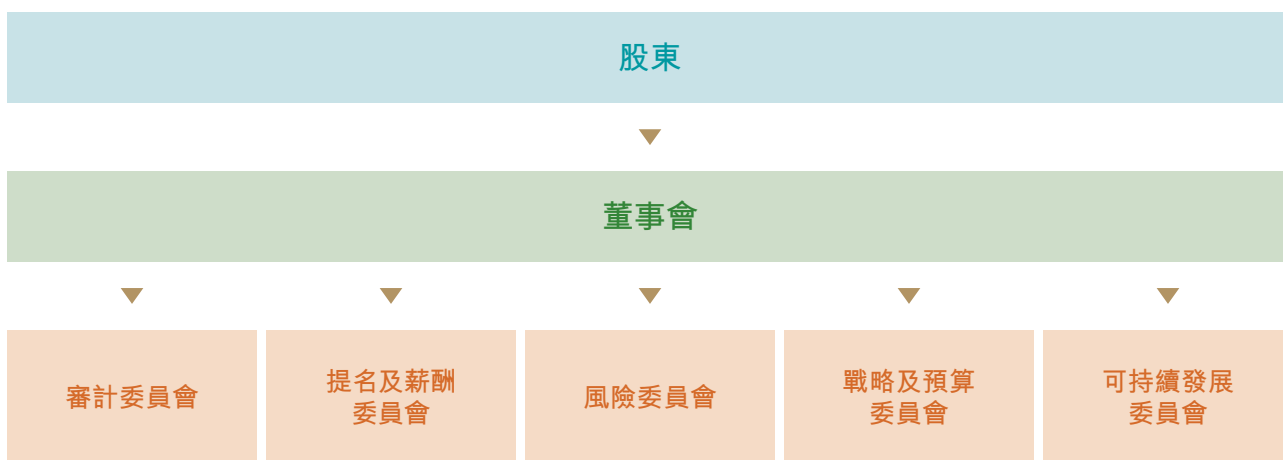 股東
董事會
審計委員會
提名及薪酬
委員會
風險委員會
戰略及預算
委員會
可持續發展
委員會